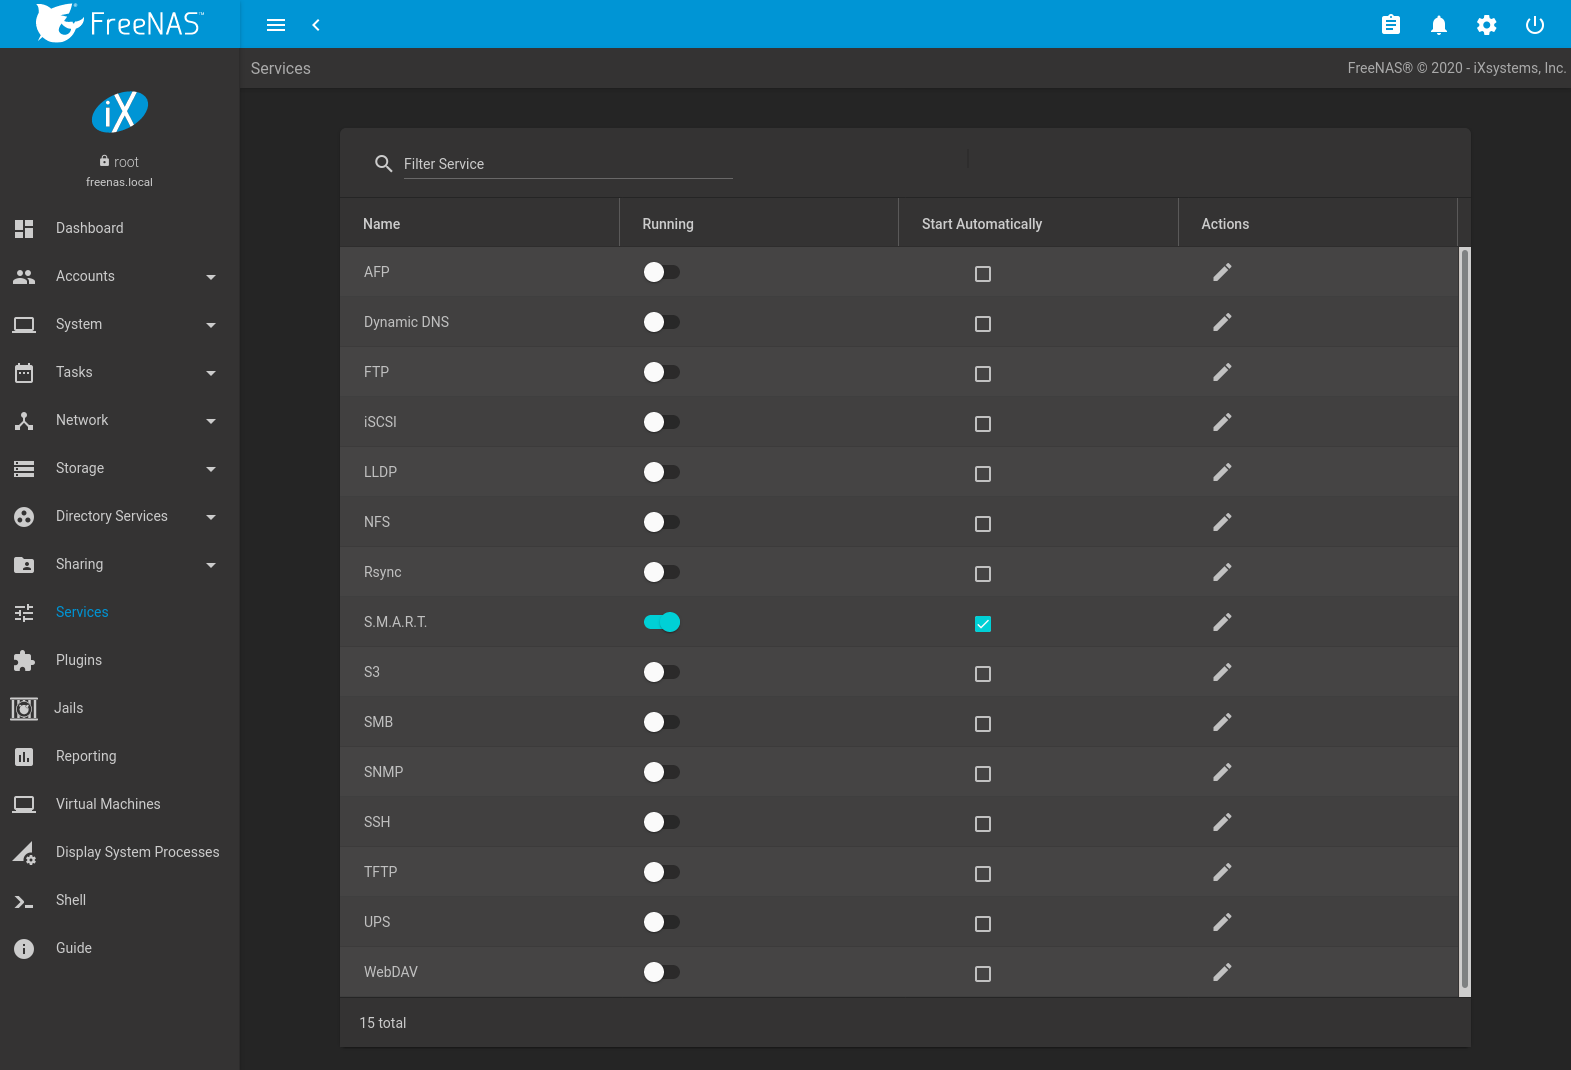 FreeNAS™
Services
FreeNAS® © 2020 - iXsystems, Inc.
iX
root
freenas.local
Dashboard
Accounts
System
Tasks
Network
Storage
Directory Services
Sharing
Services
Plugins
Jails
Reporting
Virtual Machines
Display System Processes
Shell
Guide
Filter Service
Name Running Start Automatically Actions
AFP
Dynamic DNS
FTP
iSCSI
LLDP
NFS
Rsync
S.M.A.R.T.
S3
SMB
SNMP
SSH
TFTP
UPS
WebDAV
15 total